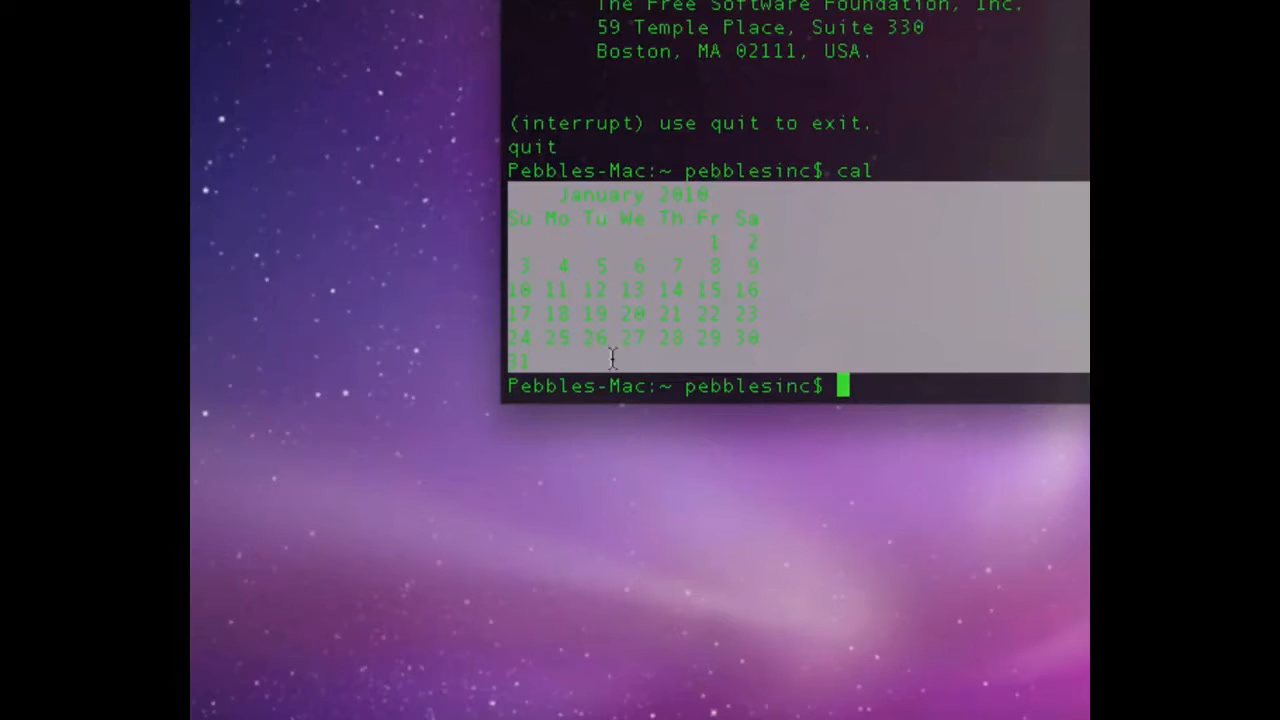 The Free Software Foundation, Inc.
59 Temple Place, Suite 330
Boston, MA 02111, USA.
(interrupt) use quit to exit.
quit
Pebbles-Mac:~ pebblesinc$ cal
January 2010
Su Mo Tu We Th Fr Sa
1 2
3 4 5 6 7 8 9
10 11 12 13 14 15 16
17 18 19 20 21 22 23
24 25 26 27 28 29 30
31
Pebbles-Mac:~ pebblesinc$